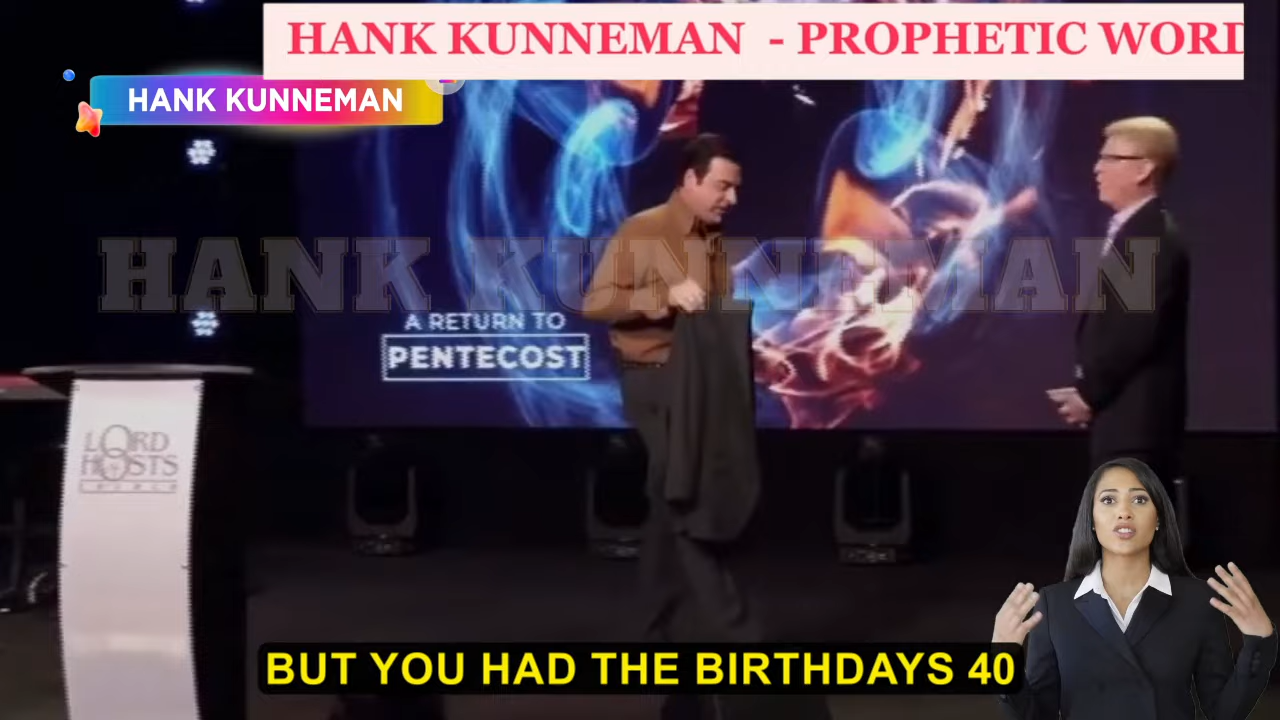 HANK KUNNEMAN - PROPHETIC WORD
HANK KUNNEMAN
HANK KUNNEMAN
A RETURN TO
PENTECOST
LORD
HOSTS
CHURCH
BUT YOU HAD THE BIRTHDAYS 40